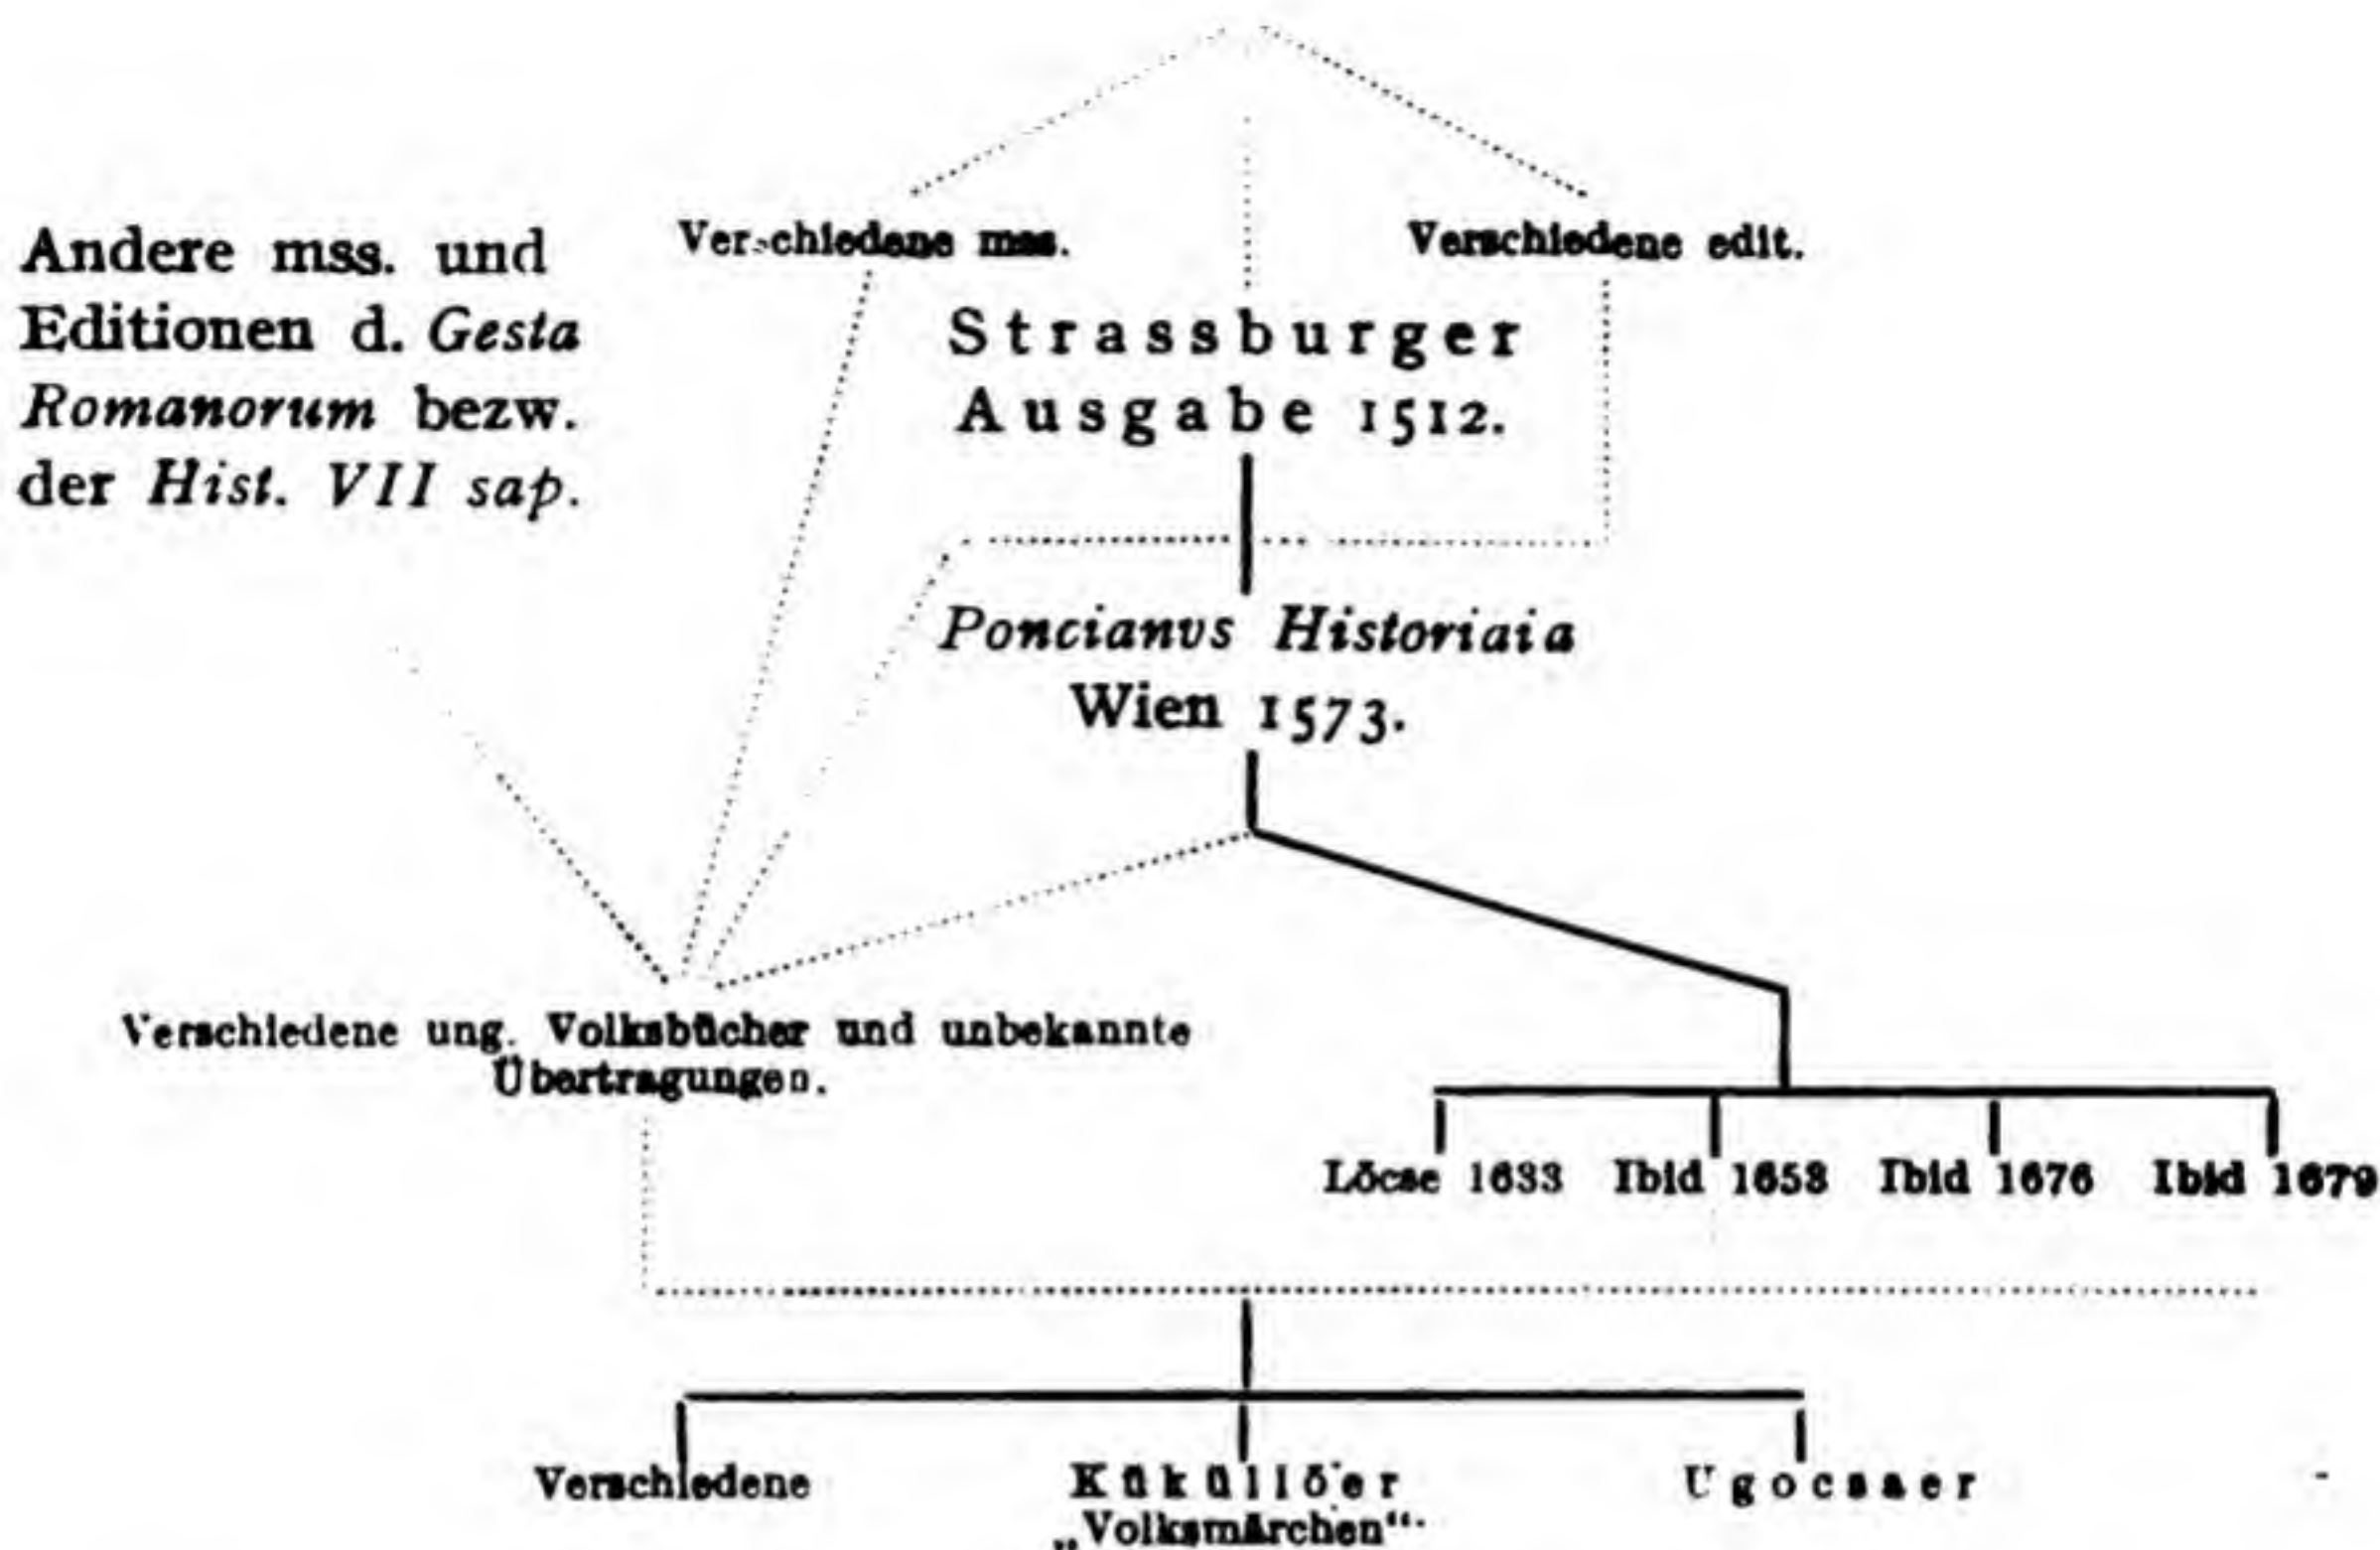 Andere mss. und
Editionen d. Gesta
Romanorum bezw.
der Hist. VII sap.
Verschiedene mss.
Verschiedene edit.
Strassburger
Ausgabe 1512.
Poncianvs Historiaia
Wien 1573.
Verschiedene ung. Volksbücher und unbekannte
Übertragungen.
Lőcse 1633 Ibid 1658 Ibid 1676 Ibid 1679
Verschiedene
Küküllőer
„Volksmärchen“
Ugocsaer